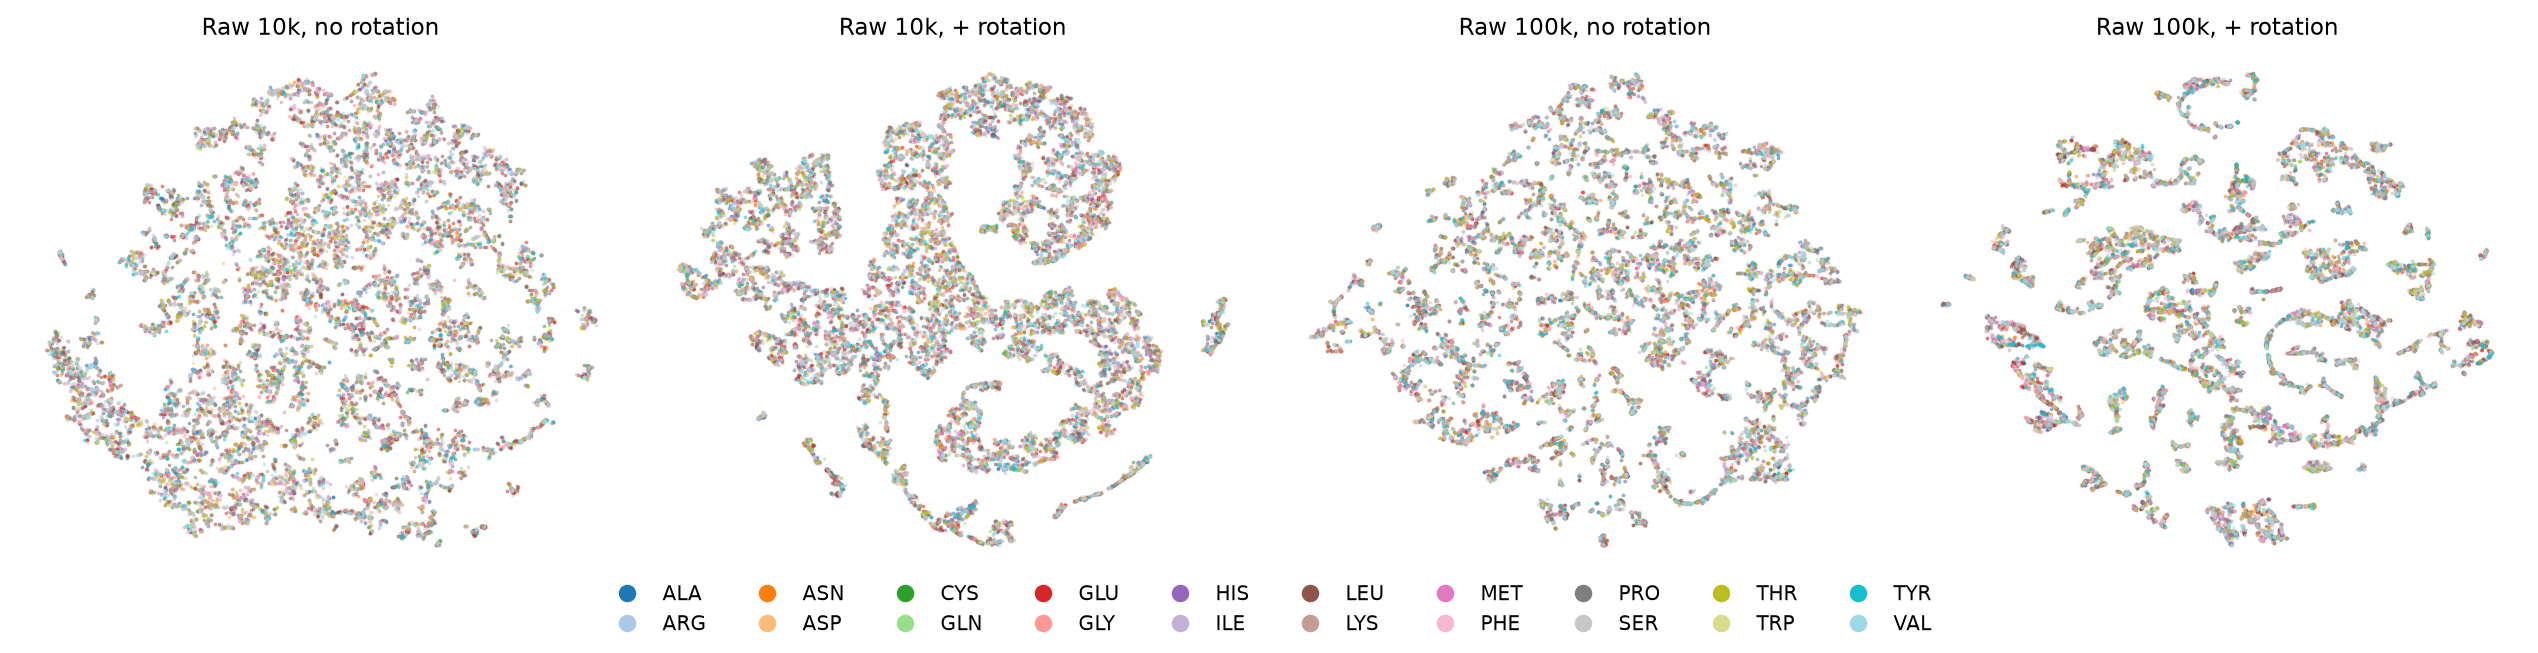 Raw 10k, no rotation
Raw 10k, + rotation
Raw 100k, no rotation
Raw 100k, + rotation
ALA ASN CYS GLU HIS LEU MET PRO THR TYR
ARG ASP GLN GLY ILE LYS PHE SER TRP VAL